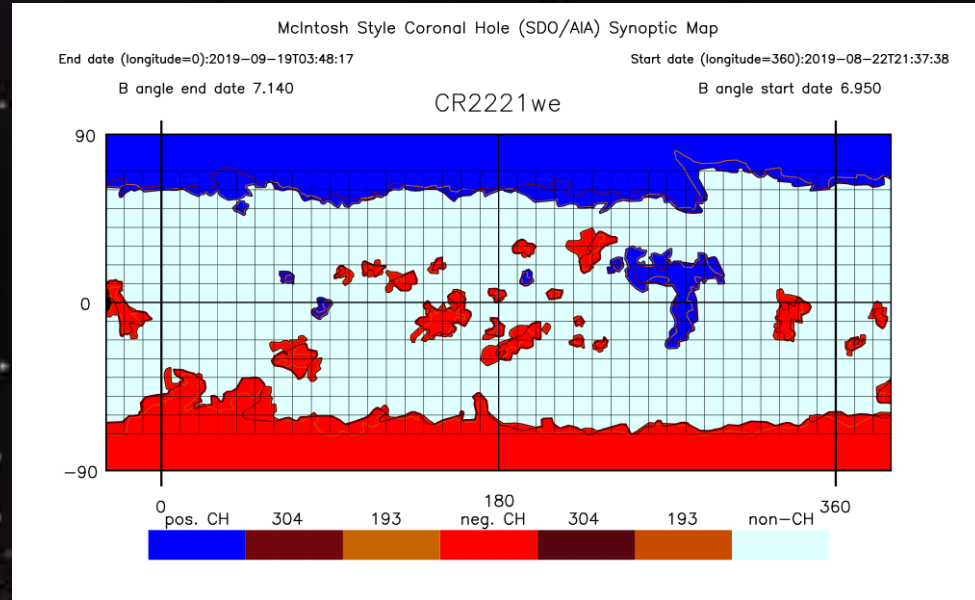 McIntosh Style Coronal Hole (SDO/AIA) Synoptic Map
End date (longitude=0):2019-09-19T03:48:17 Start date (longitude=360):2019-08-22T21:37:38
B angle end date 7.140 B angle start date 6.950
CR2221we
90
0
-90
0 180 360
pos. CH 304 193 neg. CH 304 193 non-CH